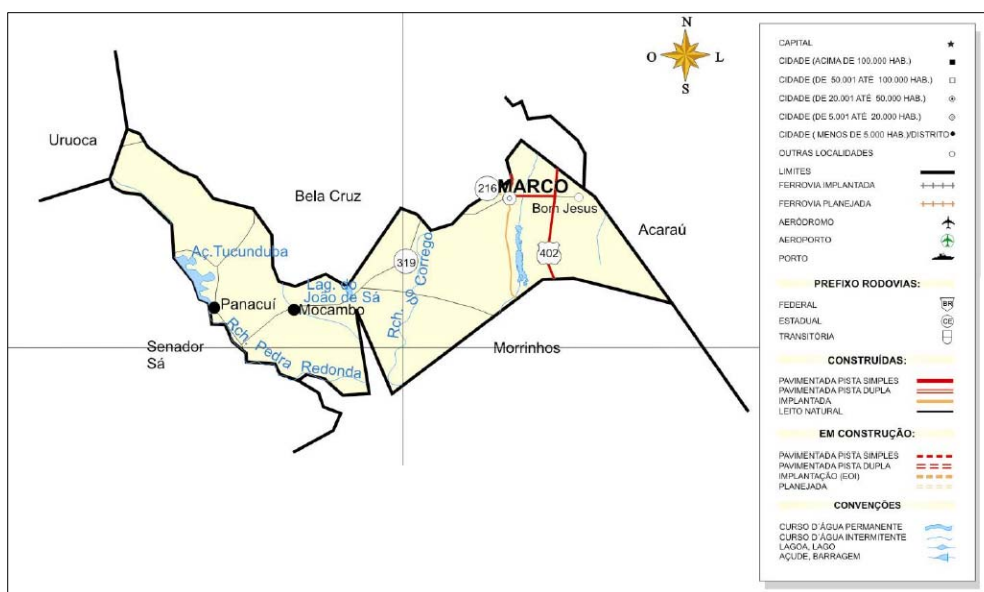 N
O
L
S
Uruoca
Bela Cruz
216
MARCO
Bom Jesus
Acaraú
Aç.Tucunduba
319
402
Lag. do
João de Sá
Rch. do Corrego
Panacuí
Mocambo
Rch. Pedra Redonda
Senador
Sá
Morrinhos
CAPITAL
CIDADE (ACIMA DE 100.000 HAB.)
CIDADE (DE 50.001 ATÉ 100.000 HAB.)
CIDADE (DE 20.001 ATÉ 50.000 HAB.)
CIDADE (DE 5.001 ATÉ 20.000 HAB.)
CIDADE ( MENOS DE 5.000 HAB.)/DISTRITO
OUTRAS LOCALIDADES
LIMITES
FERROVIA IMPLANTADA
FERROVIA PLANEJADA
AERÓDROMO
AEROPORTO
PORTO
PREFIXO RODOVIAS:
FEDERAL BR
ESTADUAL CE
TRANSITÓRIA
CONSTRUÍDAS:
PAVIMENTADA PISTA SIMPLES
PAVIMENTADA PISTA DUPLA
IMPLANTADA
LEITO NATURAL
EM CONSTRUÇÃO:
PAVIMENTADA PISTA SIMPLES
PAVIMENTADA PISTA DUPLA
IMPLANTAÇÃO (EOI)
PLANEJADA
CONVENÇÕES
CURSO D´ÁGUA PERMANENTE
CURSO D´ÁGUA INTERMITENTE
LAGOA, LAGO
AÇUDE, BARRAGEM